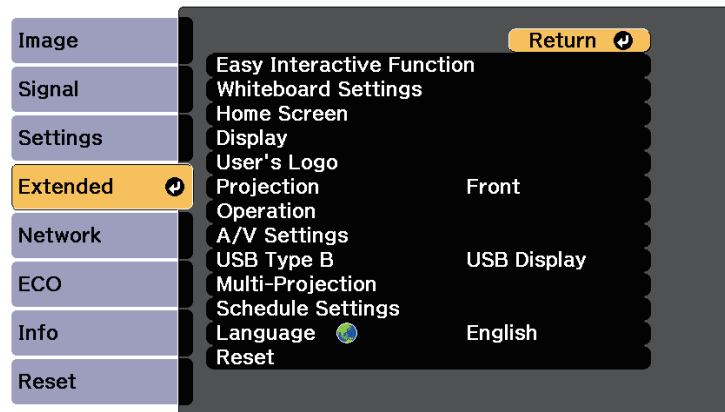 Image
Signal
Settings
Extended
Network
ECO
Info
Reset
Return
Easy Interactive Function
Whiteboard Settings
Home Screen
Display
User's Logo
Projection Front
Operation
A/V Settings
USB Type B USB Display
Multi-Projection
Schedule Settings
Language English
Reset